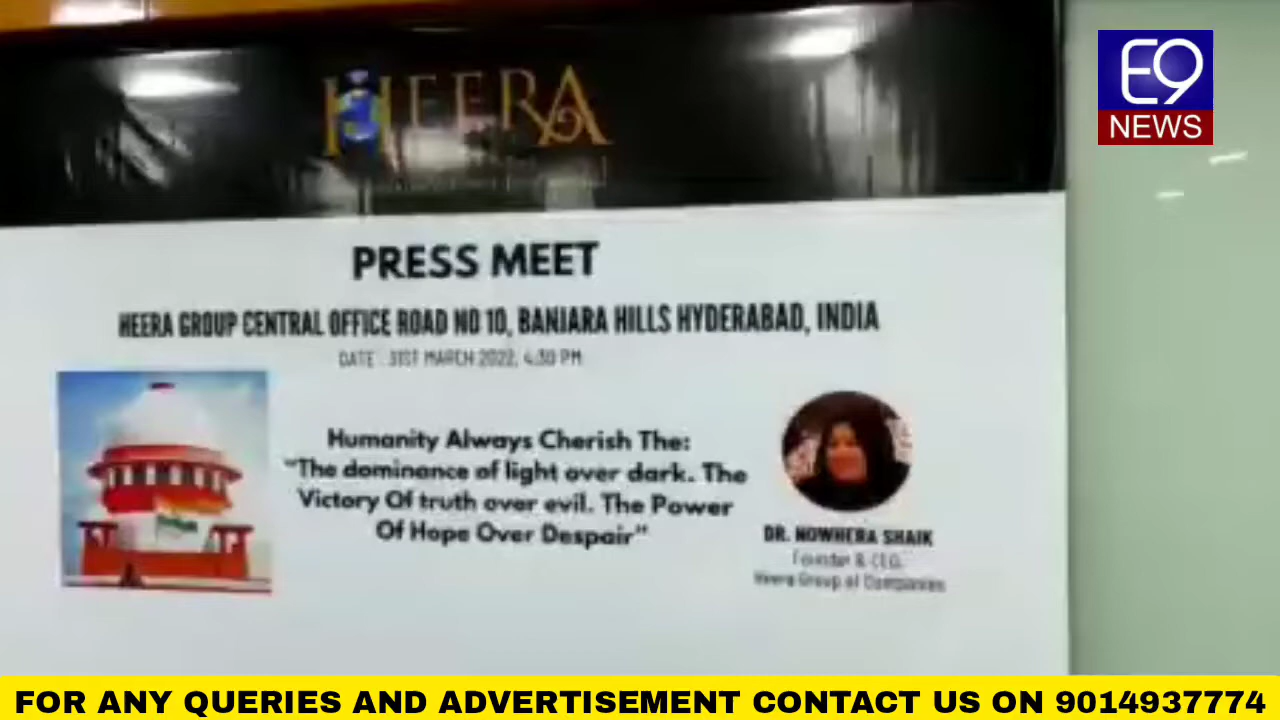 HEERA
E9
NEWS
PRESS MEET
HEERA GROUP CENTRAL OFFICE ROAD NO 10, BANJARA HILLS HYDERABAD, INDIA
DATE : 31ST MARCH 2022, 4:30 PM
Humanity Always Cherish The:
"The dominance of light over dark. The
Victory Of truth over evil. The Power
Of Hope Over Despair"
DR. NOWHERA SHAIK
Founder & CEO,
Heera Group of Companies
FOR ANY QUERIES AND ADVERTISEMENT CONTACT US ON 9014937774